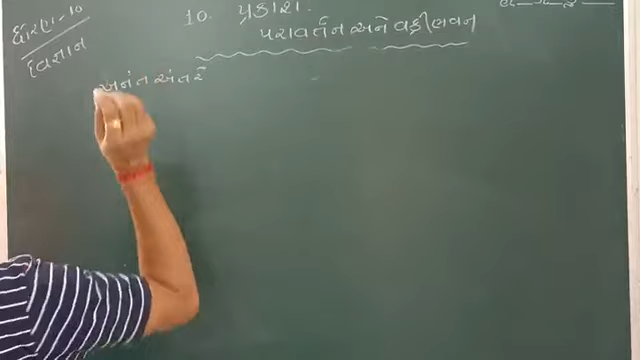 ધોરણ-10
વિજ્ઞાન
10. પ્રકાશ.
પરાવર્તન અને વક્રીભવન
અનંત અંતરે